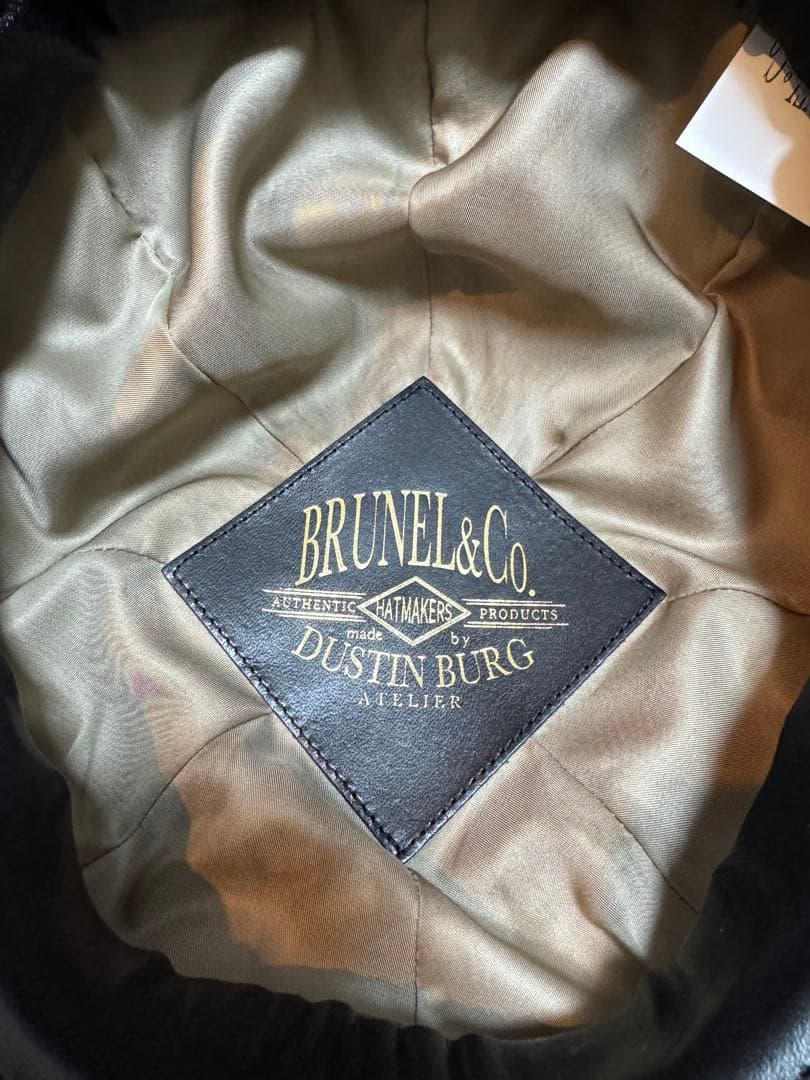 BRUNEL&CO.
AUTHENTIC HATMAKERS PRODUCTS
made by
DUSTIN BURG
ATELIER